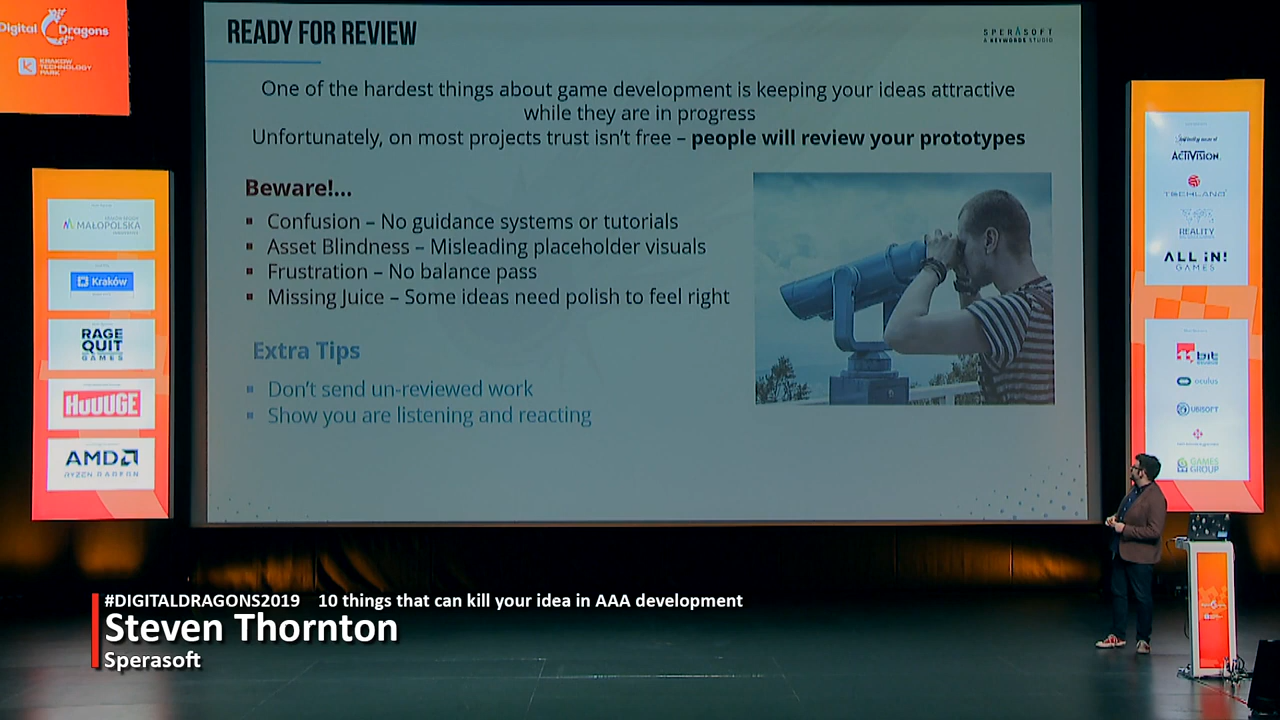 Digital Dragons
KRAKOW
TECHNOLOGY
PARK
READY FOR REVIEW
SPERASOFT
A KEYWORDS STUDIO
One of the hardest things about game development is keeping your ideas attractive
while they are in progress
Unfortunately, on most projects trust isn't free – people will review your prototypes
Beware!...
▪ Confusion – No guidance systems or tutorials
▪ Asset Blindness – Misleading placeholder visuals
▪ Frustration – No balance pass
▪ Missing Juice – Some ideas need polish to feel right
Extra Tips
▪ Don't send un-reviewed work
▪ Show you are listening and reacting
MAŁOPOLSKA
Kraków
RAGE
QUIT
GAMES
HUUUGE
AMD
RYZEN RADEON
ACTIVISION
TECHLAND
REALITY
ALL iN!
GAMES
11 bit
oculus
UBISOFT
GAMES
GROUP
#DIGITALDRAGONS2019 10 things that can kill your idea in AAA development
Steven Thornton
Sperasoft